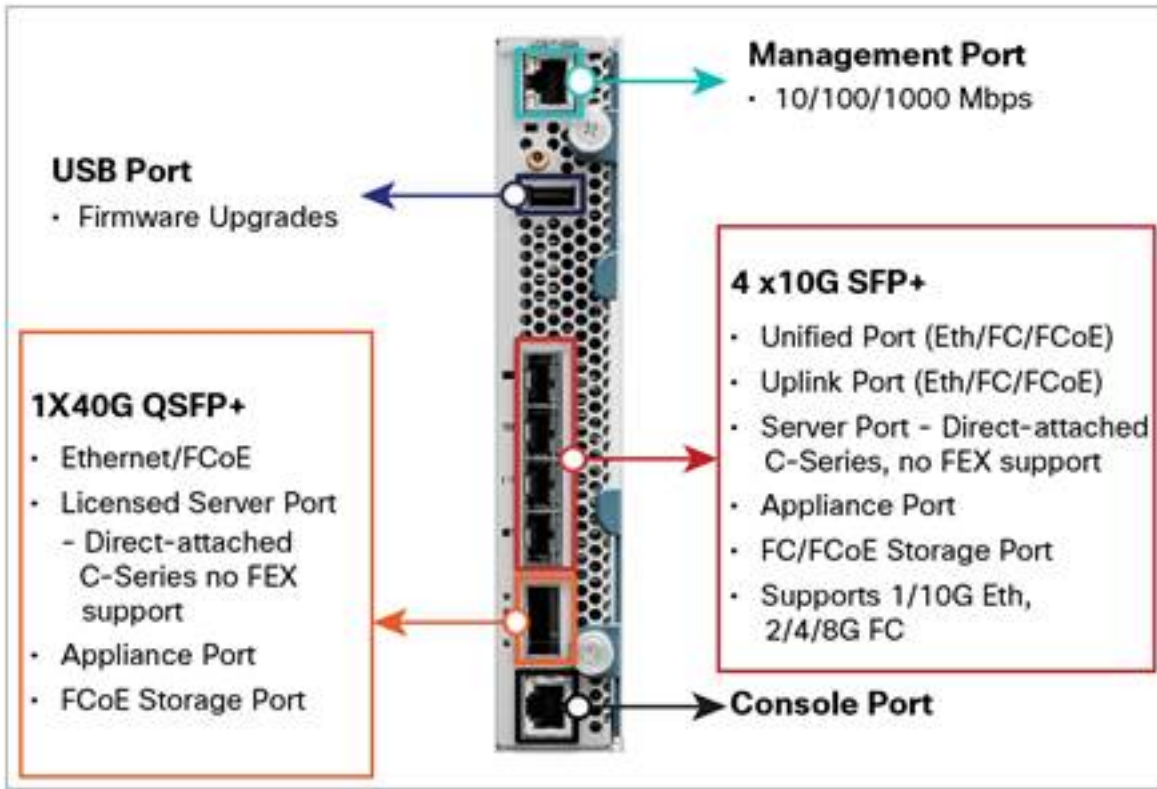 Management Port
• 10/100/1000 Mbps
USB Port
• Firmware Upgrades
4 x10G SFP+
• Unified Port (Eth/FC/FCoE)
• Uplink Port (Eth/FC/FCoE)
• Server Port - Direct-attached
C-Series, no FEX support
• Appliance Port
• FC/FCoE Storage Port
• Supports 1/10G Eth,
2/4/8G FC
1X40G QSFP+
• Ethernet/FCoE
• Licensed Server Port
- Direct-attached
C-Series no FEX
support
• Appliance Port
• FCoE Storage Port
Console Port